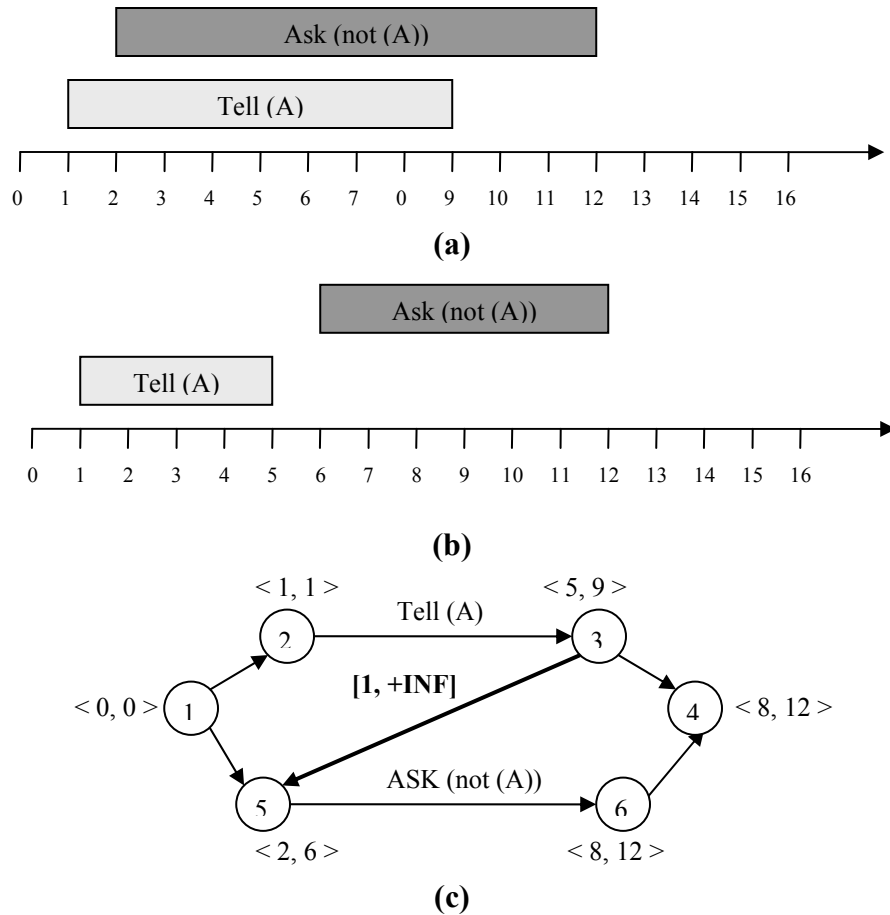 Ask (not (A))
Tell (A)
0 1 2 3 4 5 6 7 0 9 10 11 12 13 14 15 16
(a)
Ask (not (A))
Tell (A)
0 1 2 3 4 5 6 7 8 9 10 11 12 13 14 15 16
(b)
< 1, 1 > < 5, 9 >
Tell (A)
2 3
[1, +INF]
< 0, 0 > 1 4 < 8, 12 >
ASK (not (A))
5 6
< 2, 6 > < 8, 12 >
(c)